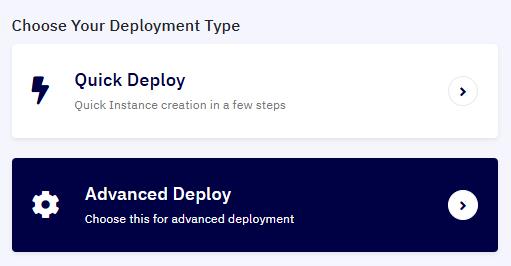 Choose Your Deployment Type
Quick Deploy
Quick Instance creation in a few steps
Advanced Deploy
Choose this for advanced deployment